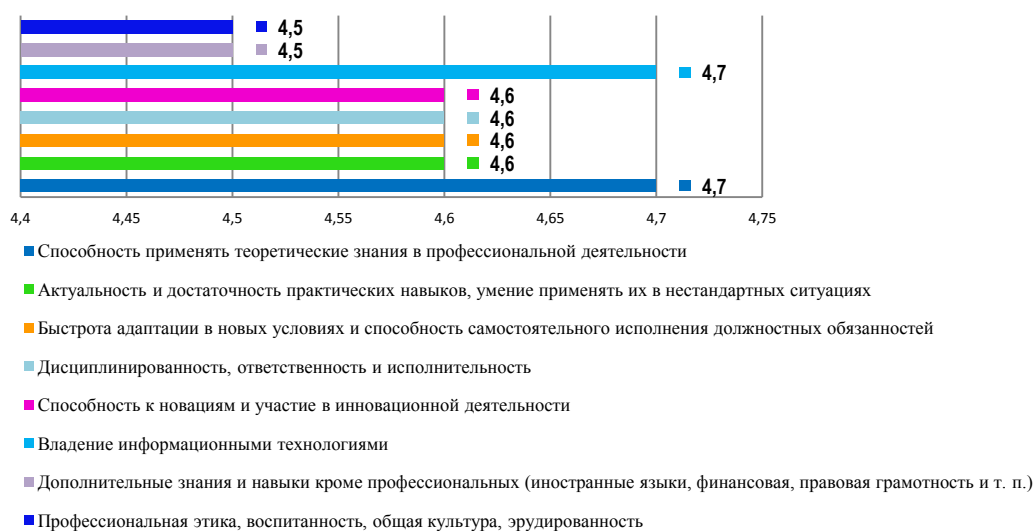 4,5
4,5
4,7
4,6
4,6
4,6
4,6
4,7
4,4 4,45 4,5 4,55 4,6 4,65 4,7 4,75
Способность применять теоретические знания в профессиональной деятельности
Актуальность и достаточность практических навыков, умение применять их в нестандартных ситуациях
Быстрота адаптации в новых условиях и способность самостоятельного исполнения должностных обязанностей
Дисциплинированность, ответственность и исполнительность
Способность к новациям и участие в инновационной деятельности
Владение информационными технологиями
Дополнительные знания и навыки кроме профессиональных (иностранные языки, финансовая, правовая грамотность и т. п.)
Профессиональная этика, воспитанность, общая культура, эрудированность